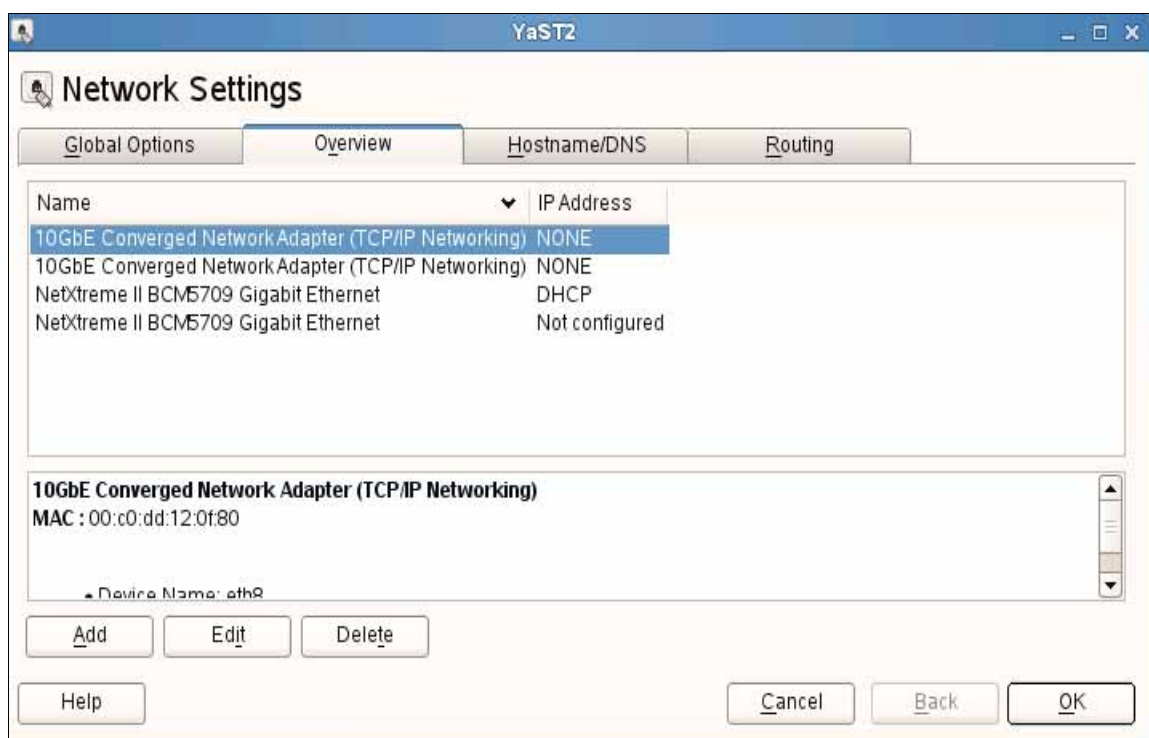 YaST2
Network Settings
Global Options Overview Hostname/DNS Routing
Name IP Address
10GbE Converged Network Adapter (TCP/IP Networking) NONE
10GbE Converged Network Adapter (TCP/IP Networking) NONE
NetXtreme II BCM5709 Gigabit Ethernet DHCP
NetXtreme II BCM5709 Gigabit Ethernet Not configured
10GbE Converged Network Adapter (TCP/IP Networking)
MAC : 00:c0:dd:12:0f:80
• Device Name: eth8
Add Edit Delete
Help Cancel Back OK